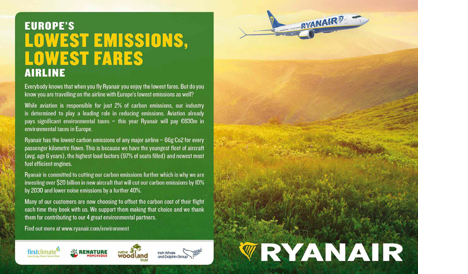 EUROPE'S
LOWEST EMISSIONS,
LOWEST FARES
AIRLINE
Everybody knows that when you fly Ryanair you enjoy the lowest fares. But do you
know you are travelling on the airline with Europe's lowest emissions as well?
While aviation is responsible for just 2% of carbon emissions, our industry
is determined to play a leading role in reducing emissions. Aviation already
pays significant environmental taxes – this year Ryanair will pay €630m in
environmental taxes in Europe.
Ryanair has the lowest carbon emissions of any major airline – 66g Co2 for every
passenger kilometre flown. This is because we have the youngest fleet of aircraft
(avg. age 6 years), the highest load factors (97% of seats filled) and newest most
fuel efficient engines.
Ryanair is committed to cutting our carbon emissions further which is why we are
investing over $20 billion in new aircraft that will cut our carbon emissions by 10%
by 2030 and lower noise emissions by a further 40%.
Many of our customers are now choosing to offset the carbon cost of their flight
each time they book with us. We support them making that choice and we thank
them for contributing to our 4 great environmental partners.
Find out more at www.ryanair.com/environment
firstclimate
RENATURE
MONCHIQUE
native
woodland
trust
Irish Whale
and Dolphin Group
RYANAIR
RYANAIR